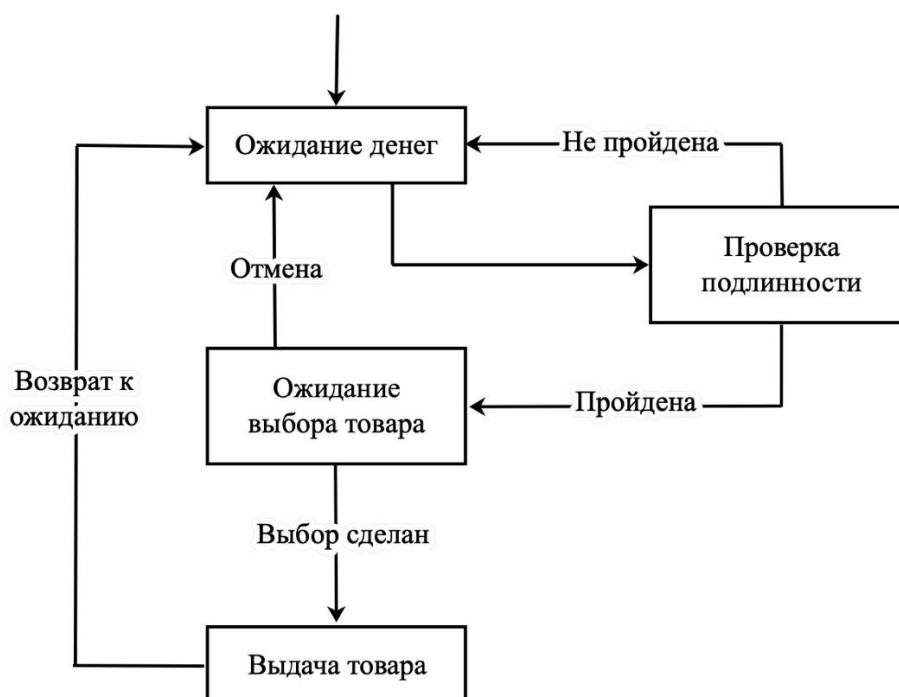 Ожидание денег
Не пройдена
Проверка
подлинности
Отмена
Возврат к
ожиданию
Ожидание
выбора товара
Пройдена
Выбор сделан
Выдача товара